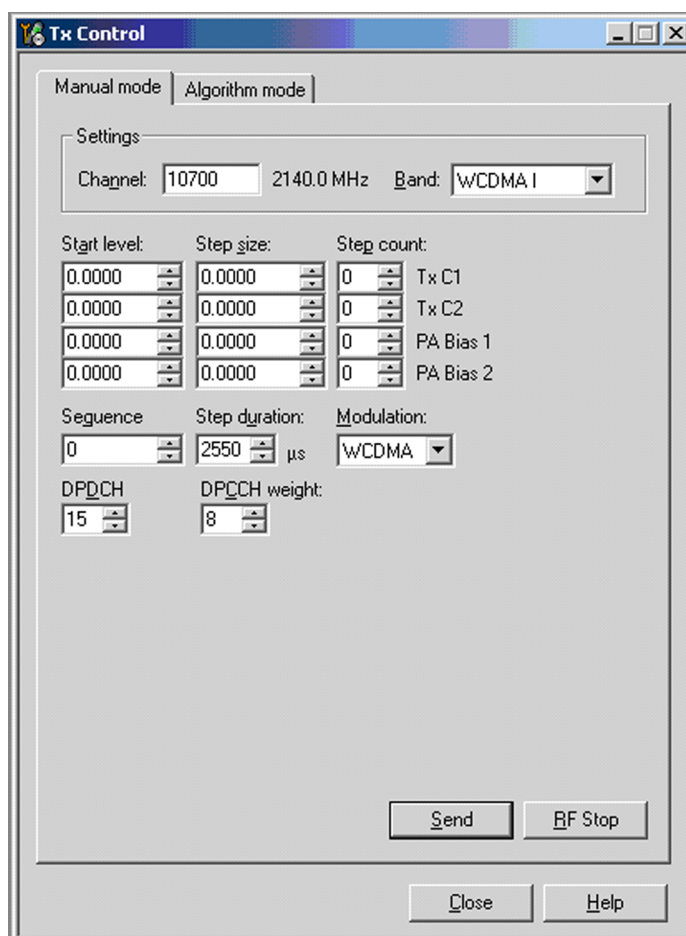 Tx Control
Manual mode Algorithm mode
Settings
Channel: 10700 2140.0 MHz Band: WCDMA I
Start level: Step size: Step count:
0.0000 0.0000 0 Tx C1
0.0000 0.0000 0 Tx C2
0.0000 0.0000 0 PA Bias 1
0.0000 0.0000 0 PA Bias 2
Seguence Step duration: Modulation:
0 2550 µs WCDMA
DPDCH DPCCH weight:
15 8
Send RF Stop
Close Help